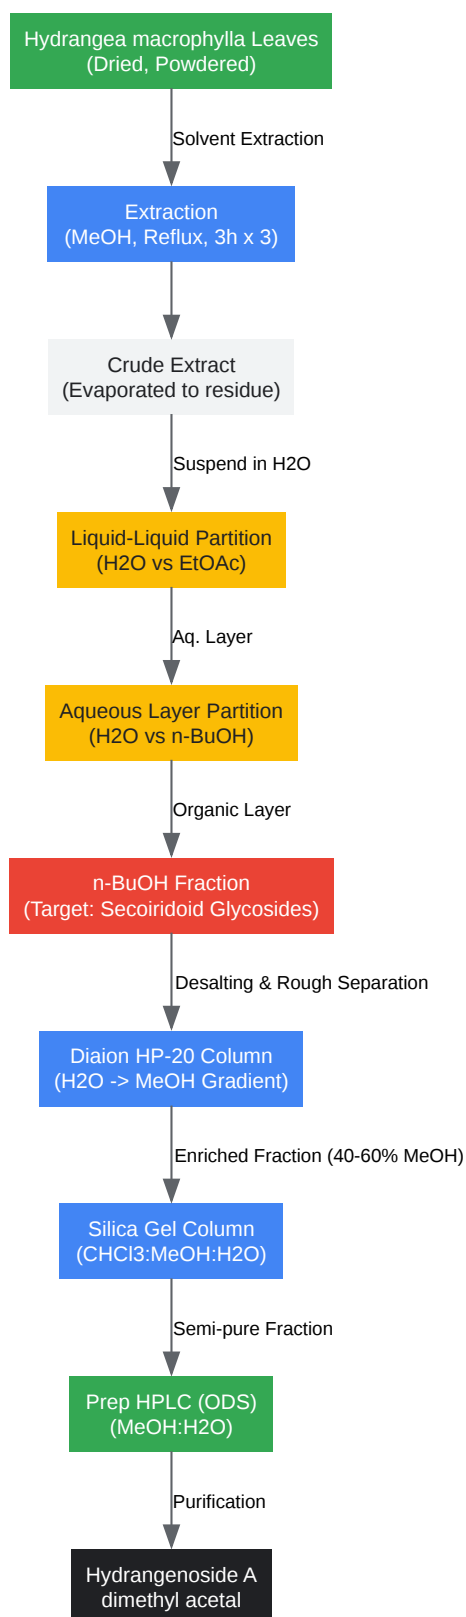 Hydrangea macrophylla Leaves
(Dried, Powdered)
Solvent Extraction
Extraction
(MeOH, Reflux, 3h x 3)
Crude Extract
(Evaporated to residue)
Suspend in H2O
Liquid-Liquid Partition
(H2O vs EtOAc)
Aq. Layer
Aqueous Layer Partition
(H2O vs n-BuOH)
Organic Layer
n-BuOH Fraction
(Target: Secoiridoid Glycosides)
Desalting & Rough Separation
Diaion HP-20 Column
(H2O -> MeOH Gradient)
Enriched Fraction (40-60% MeOH)
Silica Gel Column
(CHCl3:MeOH:H2O)
Semi-pure Fraction
Prep HPLC (ODS)
(MeOH:H2O)
Purification
Hydrangenoside A
dimethyl acetal